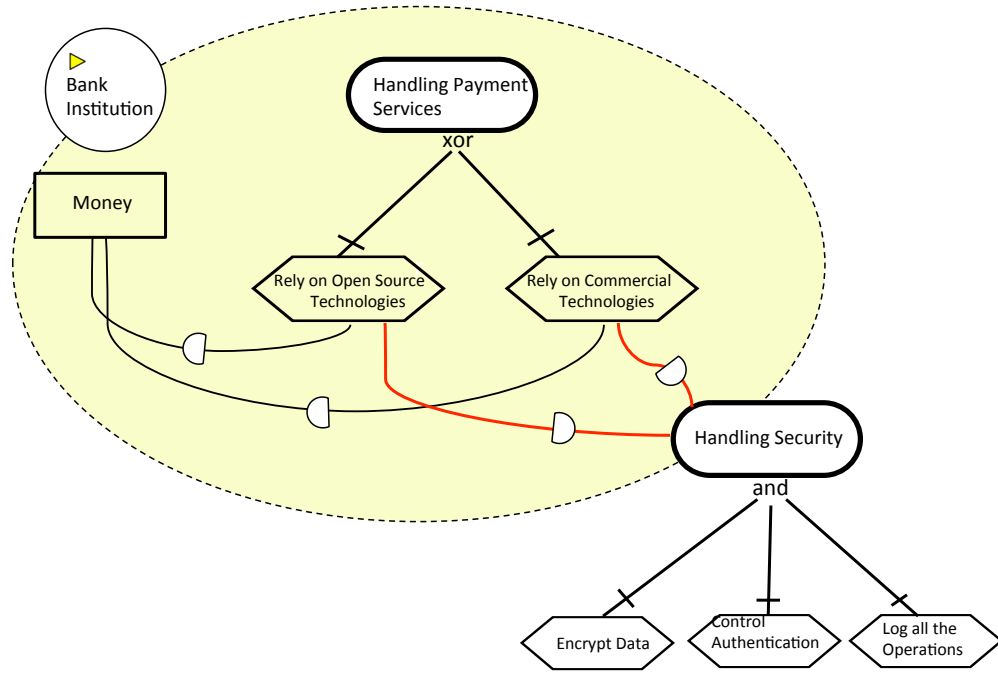 Bank
Institution
Handling Payment
Services
xor
Money
Rely on Open Source
Technologies
Rely on Commercial
Technologies
Handling Security
and
Encrypt Data
Control
Authentication
Log all the
Operations